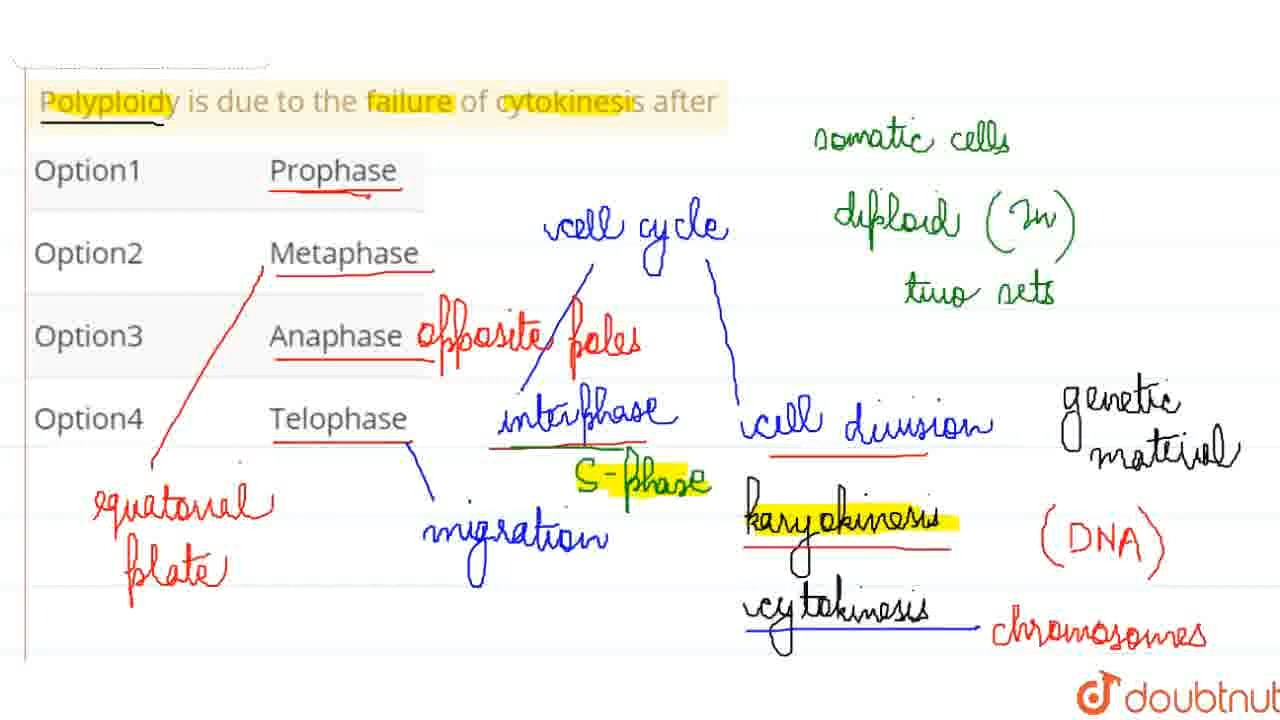 Polyploidy is due to the failure of cytokinesis after
Option1 Prophase
Option2 Metaphase
Option3 Anaphase opposite poles
Option4 Telophase
equatorial
plate
migration
cell cycle
interphase
S-phase
cell division
karyokinesis
cytokinesis
somatic cells
diploid (2n)
two sets
genetic
material
(DNA)
chromosomes
doubtnut